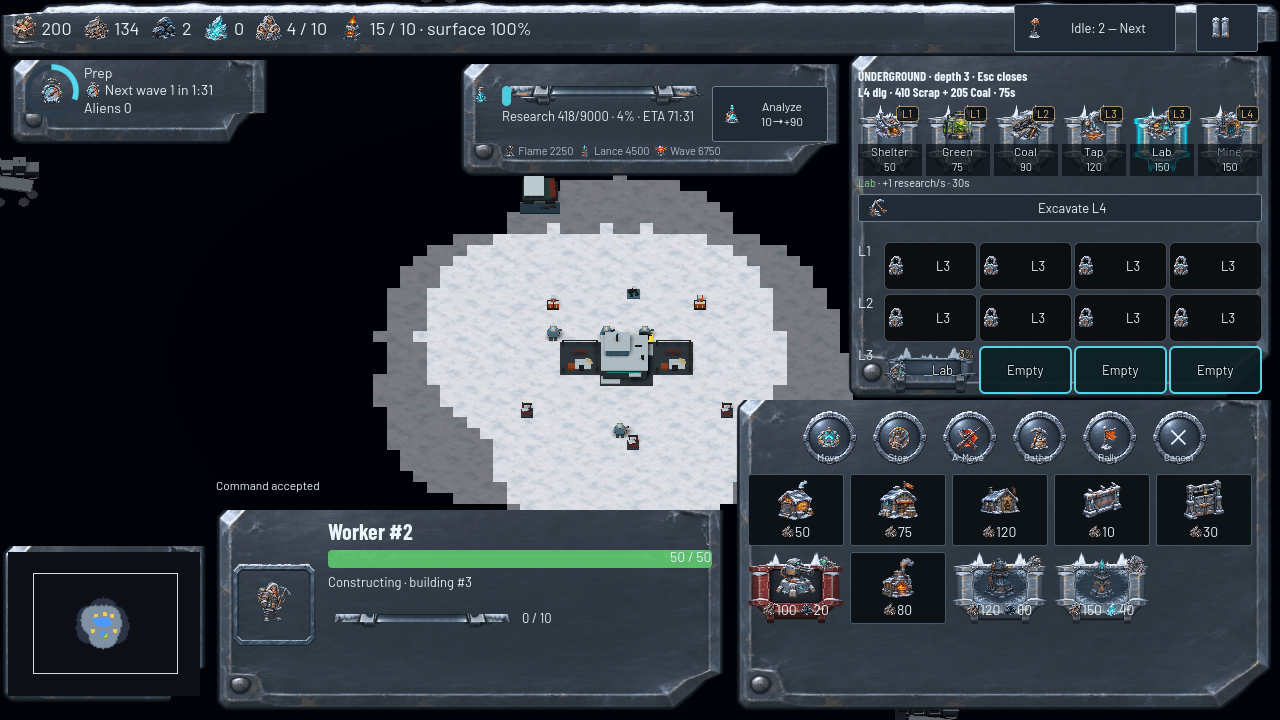 200 134 2 0 4 / 10 15 / 10 · surface 100%
Idle: 2 — Next
Prep
Next wave 1 in 1:31
Aliens 0
Research 418/9000 · 4% · ETA 71:31
Analyze
10→+90
Flame 2250 Lance 4500 Wave 6750
UNDERGROUND · depth 3 · Esc closes
L4 dig · 410 Scrap + 205 Coal · 75s
L1 L1 L2 L3 L3 L4
Shelter Green Coal Tap Lab Mine
50 75 90 120 150 150
Lab · +1 research/s · 30s
Excavate L4
L1 L3 L3 L3 L3
L2 L3 L3 L3 L3
L3 Lab 3% Empty Empty Empty
Command accepted
Worker #2
50 / 50
Constructing · building #3
0 / 10
Move Stop A-Move Gather Rally Cancel
50 75 120 10 30
100 20 80 120 60 150 40